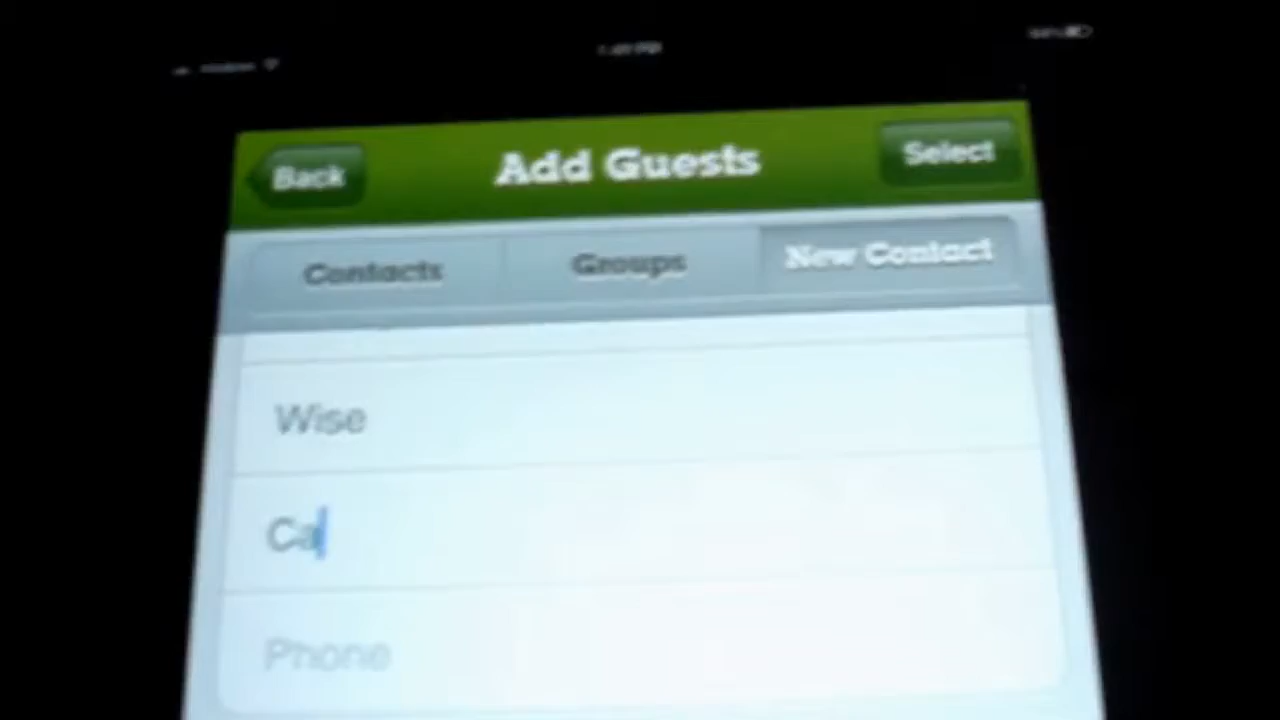 Back
Add Guests
Select
Contacts
Groups
New Contact
Wise
Ca
Phone